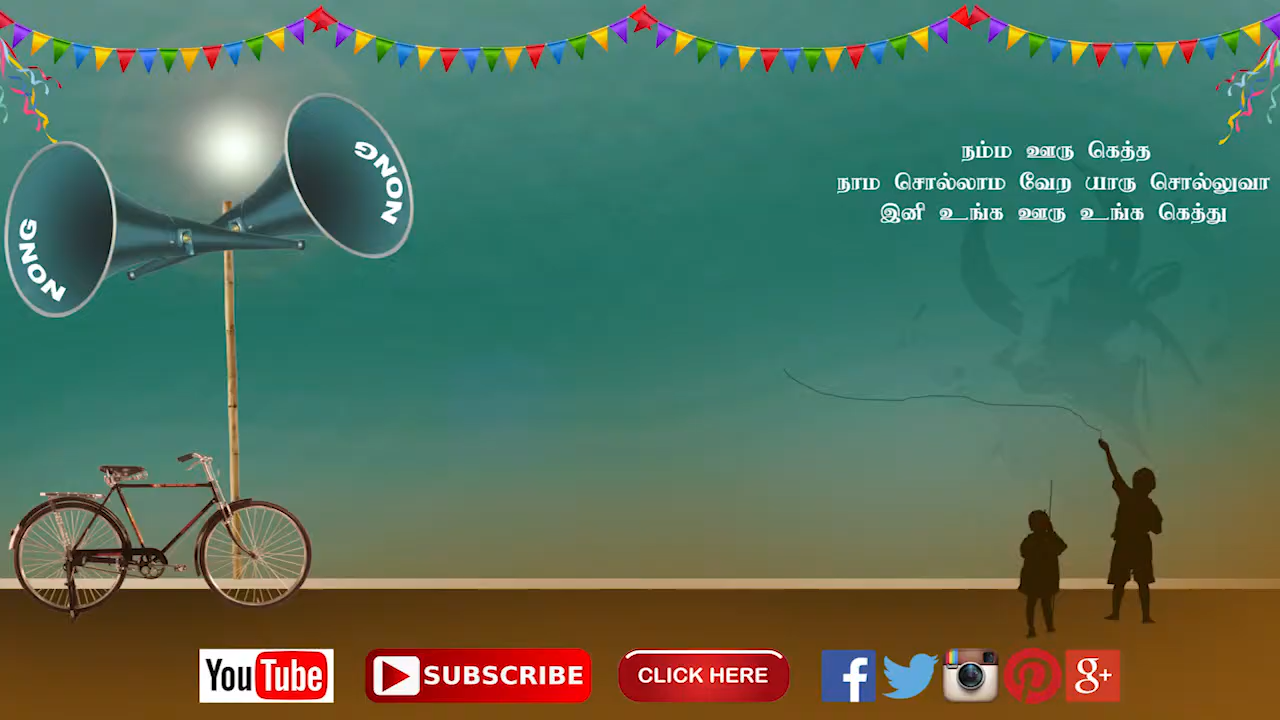 NONG
NONG
நம்ம ஊரு கெத்த
நாம சொல்லாம வேற யாரு சொல்லுவா
இனி உங்க ஊரு உங்க கெத்து
YouTube
SUBSCRIBE
CLICK HERE
g+